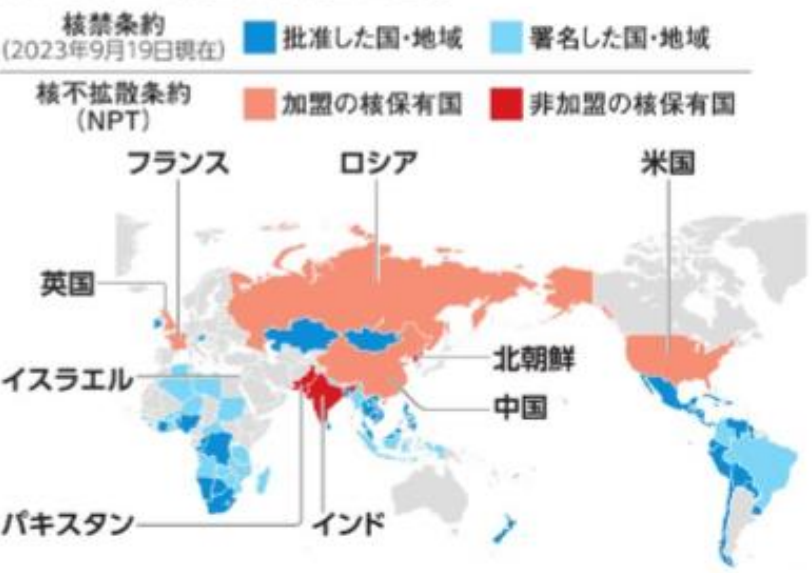 核禁条約
(2023年9月19日現在)
批准した国・地域
署名した国・地域
核不拡散条約
(NPT)
加盟の核保有国
非加盟の核保有国
フランス
ロシア
米国
英国
イスラエル
北朝鮮
中国
パキスタン
インド